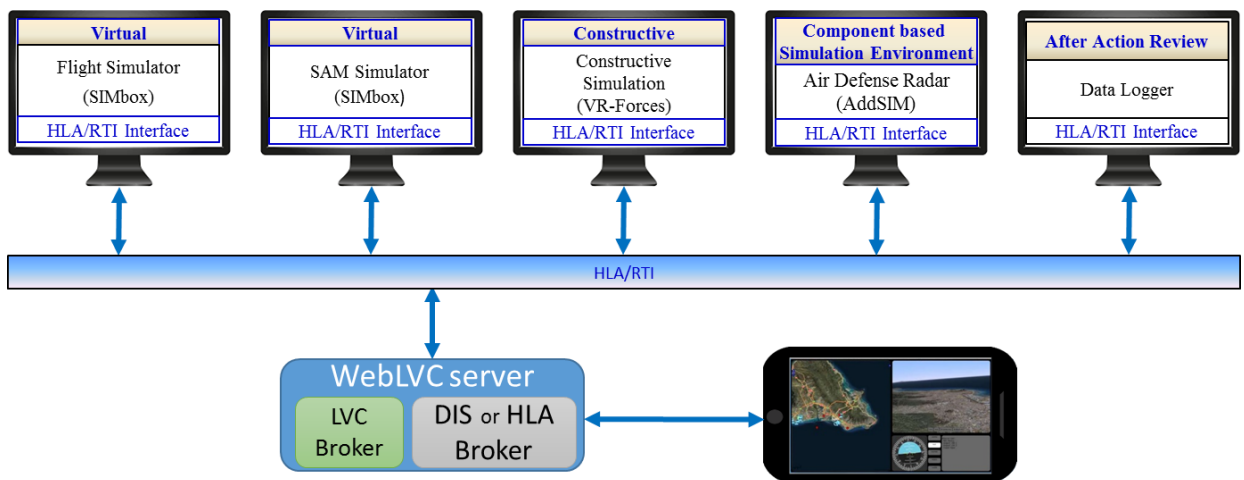 Virtual
Flight Simulator
(SIMbox)
HLA/RTI Interface
Virtual
SAM Simulator
(SIMbox)
HLA/RTI Interface
Constructive
Constructive
Simulation
(VR-Forces)
HLA/RTI Interface
Component based
Simulation Environment
Air Defense Radar
(AddSIM)
HLA/RTI Interface
After Action Review
Data Logger
HLA/RTI Interface
HLA/RTI
WebLVC server
LVC
Broker
DIS or HLA
Broker